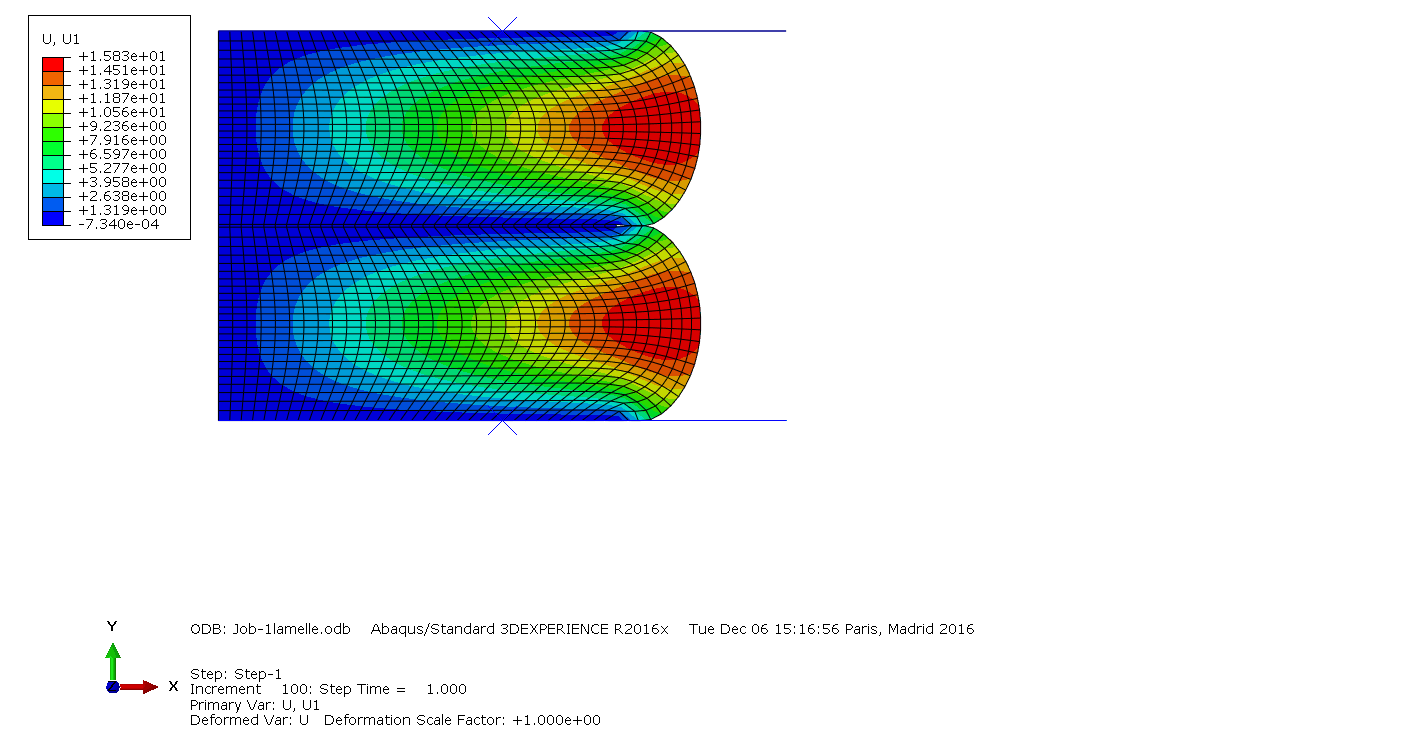 U, U1
+1.583e+01
+1.451e+01
+1.319e+01
+1.187e+01
+1.056e+01
+9.236e+00
+7.916e+00
+6.597e+00
+5.277e+00
+3.958e+00
+2.638e+00
+1.319e+00
-7.340e-04
Y
X
ODB: Job-1lamelle.odb Abaqus/Standard 3DEXPERIENCE R2016x Tue Dec 06 15:16:56 Paris, Madrid 2016
Step: Step-1
Increment 100: Step Time = 1.000
Primary Var: U, U1
Deformed Var: U Deformation Scale Factor: +1.000e+00